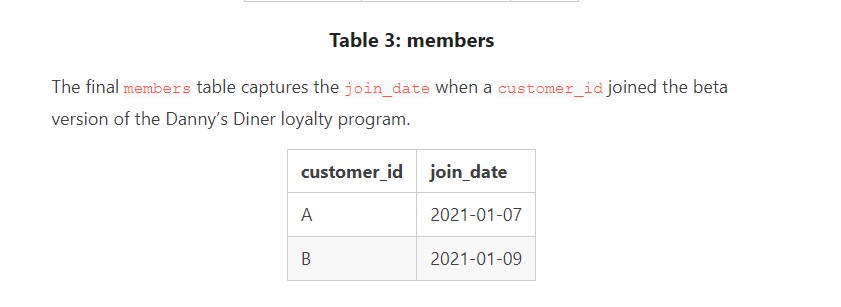 Table 3: members
The final members table captures the join_date when a customer_id joined the beta
version of the Danny’s Diner loyalty program.
customer_id join_date
A 2021-01-07
B 2021-01-09